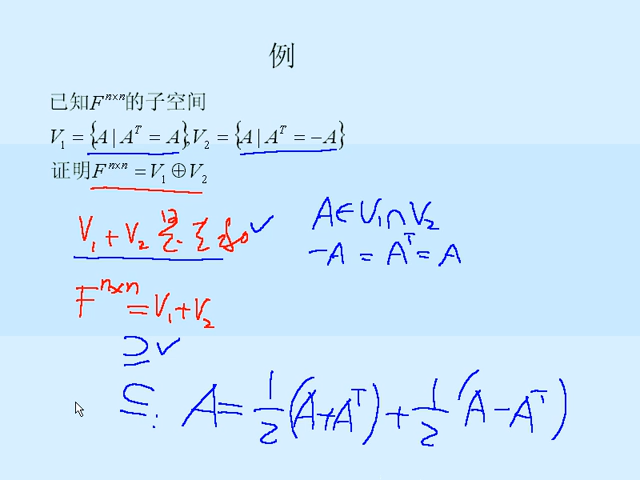 例
已知F^{n×n}的子空间
V₁ = {A | A^T = A}, V₂ = {A | A^T = −A}
证明F^{n×n} = V₁ ⊕ V₂
V₁ + V₂ 是直和 ✓
A ∈ V₁ ∩ V₂
−A = A^T = A
F^{n×n} = V₁ + V₂
⊇ ✓
⊆: A = 1/2 (A + A^T) + 1/2 (A − A^T)